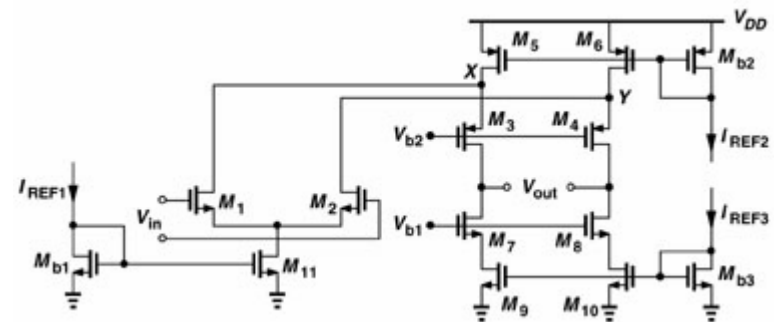 V_DD
M_5
M_6
M_b2
X
Y
M_3
M_4
V_b2
I_REF2
I_REF1
M_1
M_2
V_in
V_out
I_REF3
V_b1
M_7
M_8
M_b1
M_11
M_b3
M_9
M_10